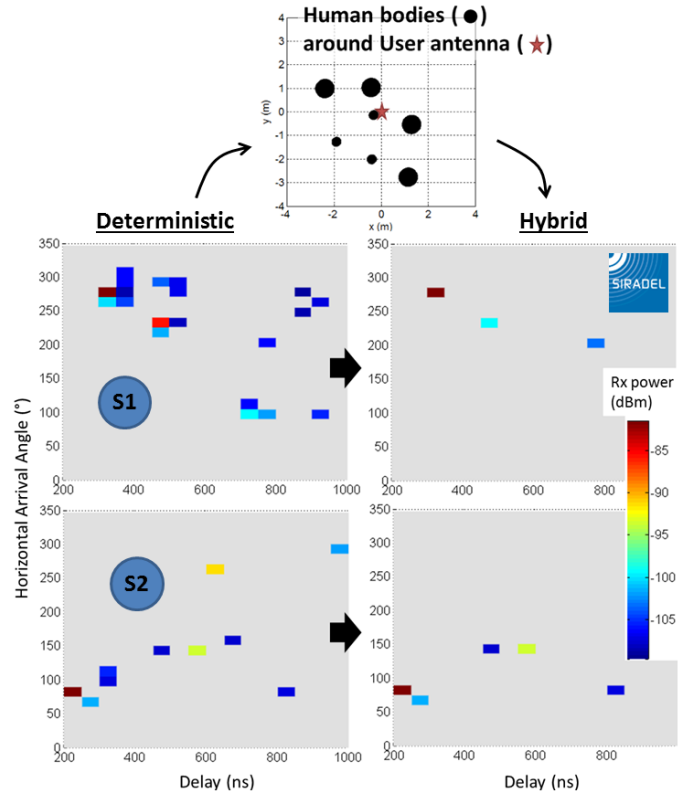 Human bodies ( )
around User antenna ( )
4
3
2
1
0
-1
-2
-3
-4
y (m)
-4 -2 0 2 4
x (m)
Deterministic
Hybrid
350
300
250
200
150
100
50
0
S1
200 400 600 800 1000
350
300
250
200
150
100
50
0
SIRADEL
200 400 600 800
Rx power
(dBm)
-85
-90
-95
-100
-105
Horizontal Arrival Angle (°)
350
300
250
200
150
100
50
0
S2
200 400 600 800 1000
Delay (ns)
350
300
250
200
150
100
50
0
200 400 600 800 1000
Delay (ns)